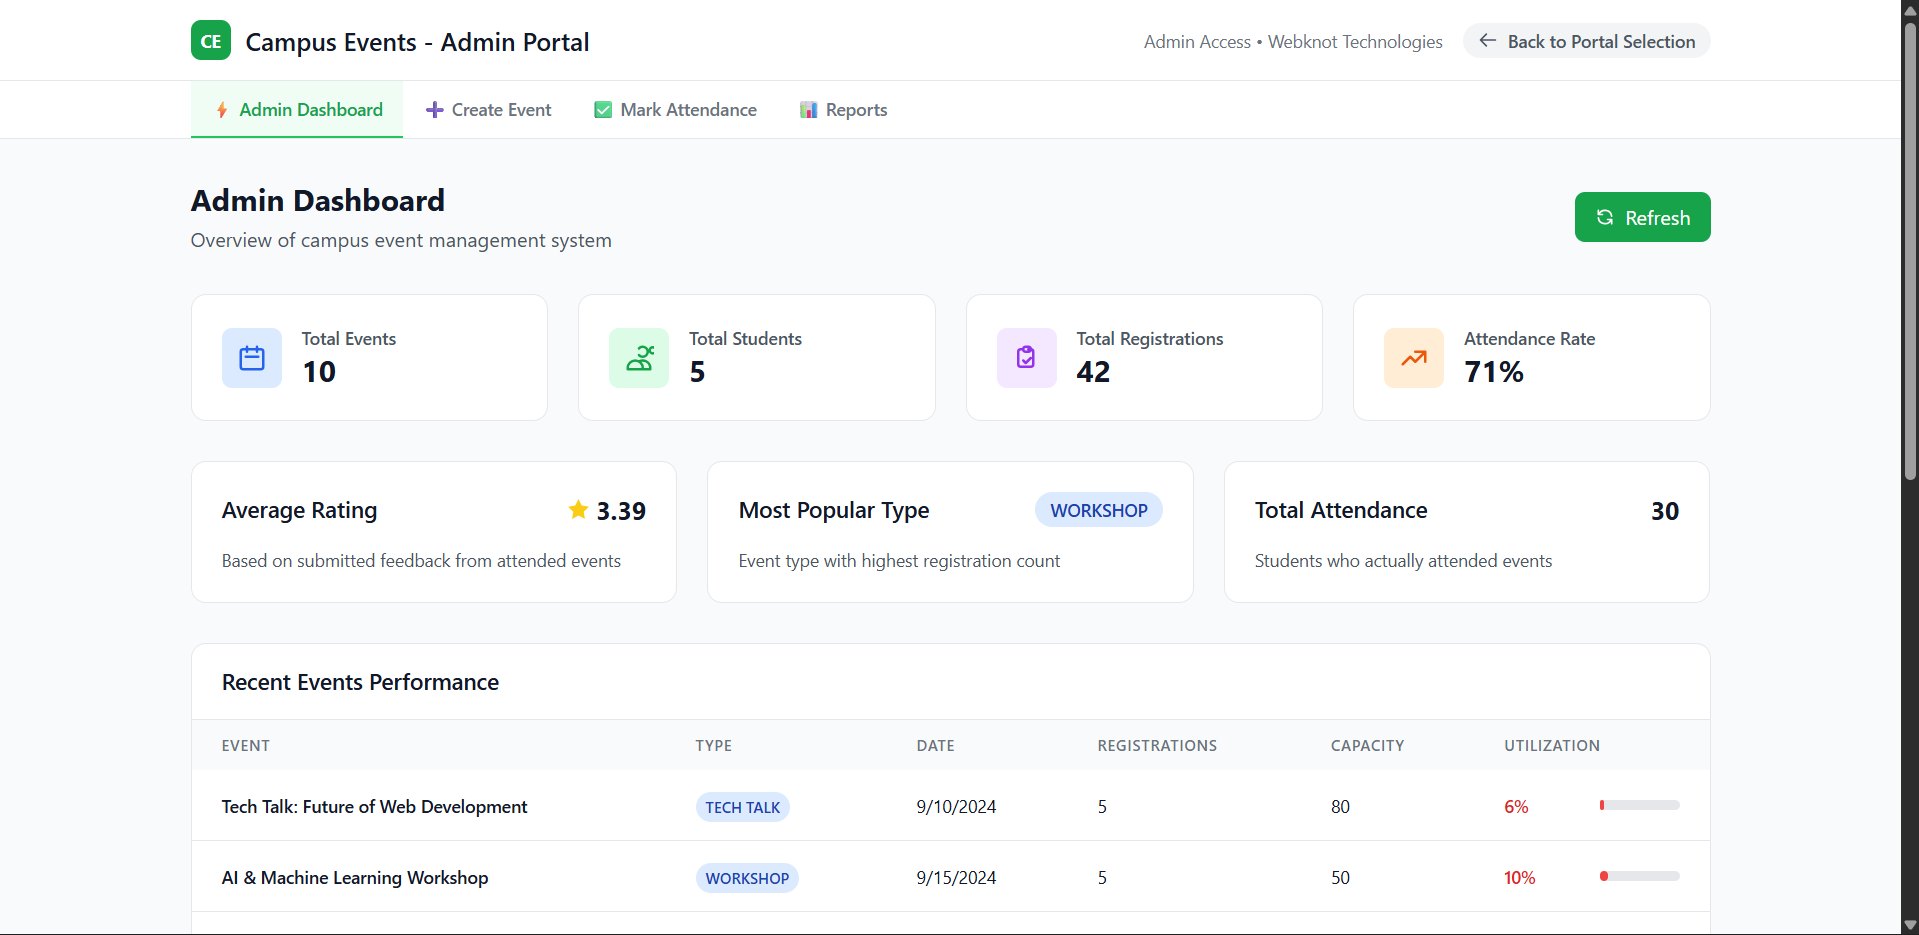 CE Campus Events - Admin Portal Admin Access • Webknot Technologies Back to Portal Selection
Admin Dashboard Create Event Mark Attendance Reports
Admin Dashboard
Overview of campus event management system
Refresh
Total Events
10
Total Students
5
Total Registrations
42
Attendance Rate
71%
Average Rating 3.39
Based on submitted feedback from attended events
Most Popular Type WORKSHOP
Event type with highest registration count
Total Attendance 30
Students who actually attended events
Recent Events Performance
EVENT TYPE DATE REGISTRATIONS CAPACITY UTILIZATION
Tech Talk: Future of Web Development TECH TALK 9/10/2024 5 80 6%
AI & Machine Learning Workshop WORKSHOP 9/15/2024 5 50 10%